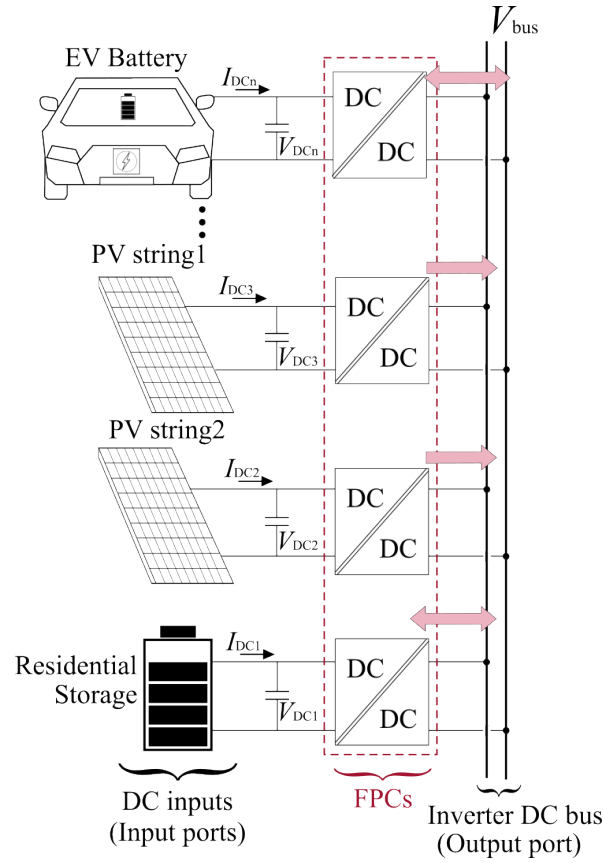 V_bus
EV Battery
I_DCn
DC
DC
V_DCn
PV string1
I_DC3
DC
DC
V_DC3
PV string2
I_DC2
DC
DC
V_DC2
I_DC1
DC
DC
V_DC1
Residential
Storage
DC inputs
(Input ports)
FPCs
Inverter DC bus
(Output port)